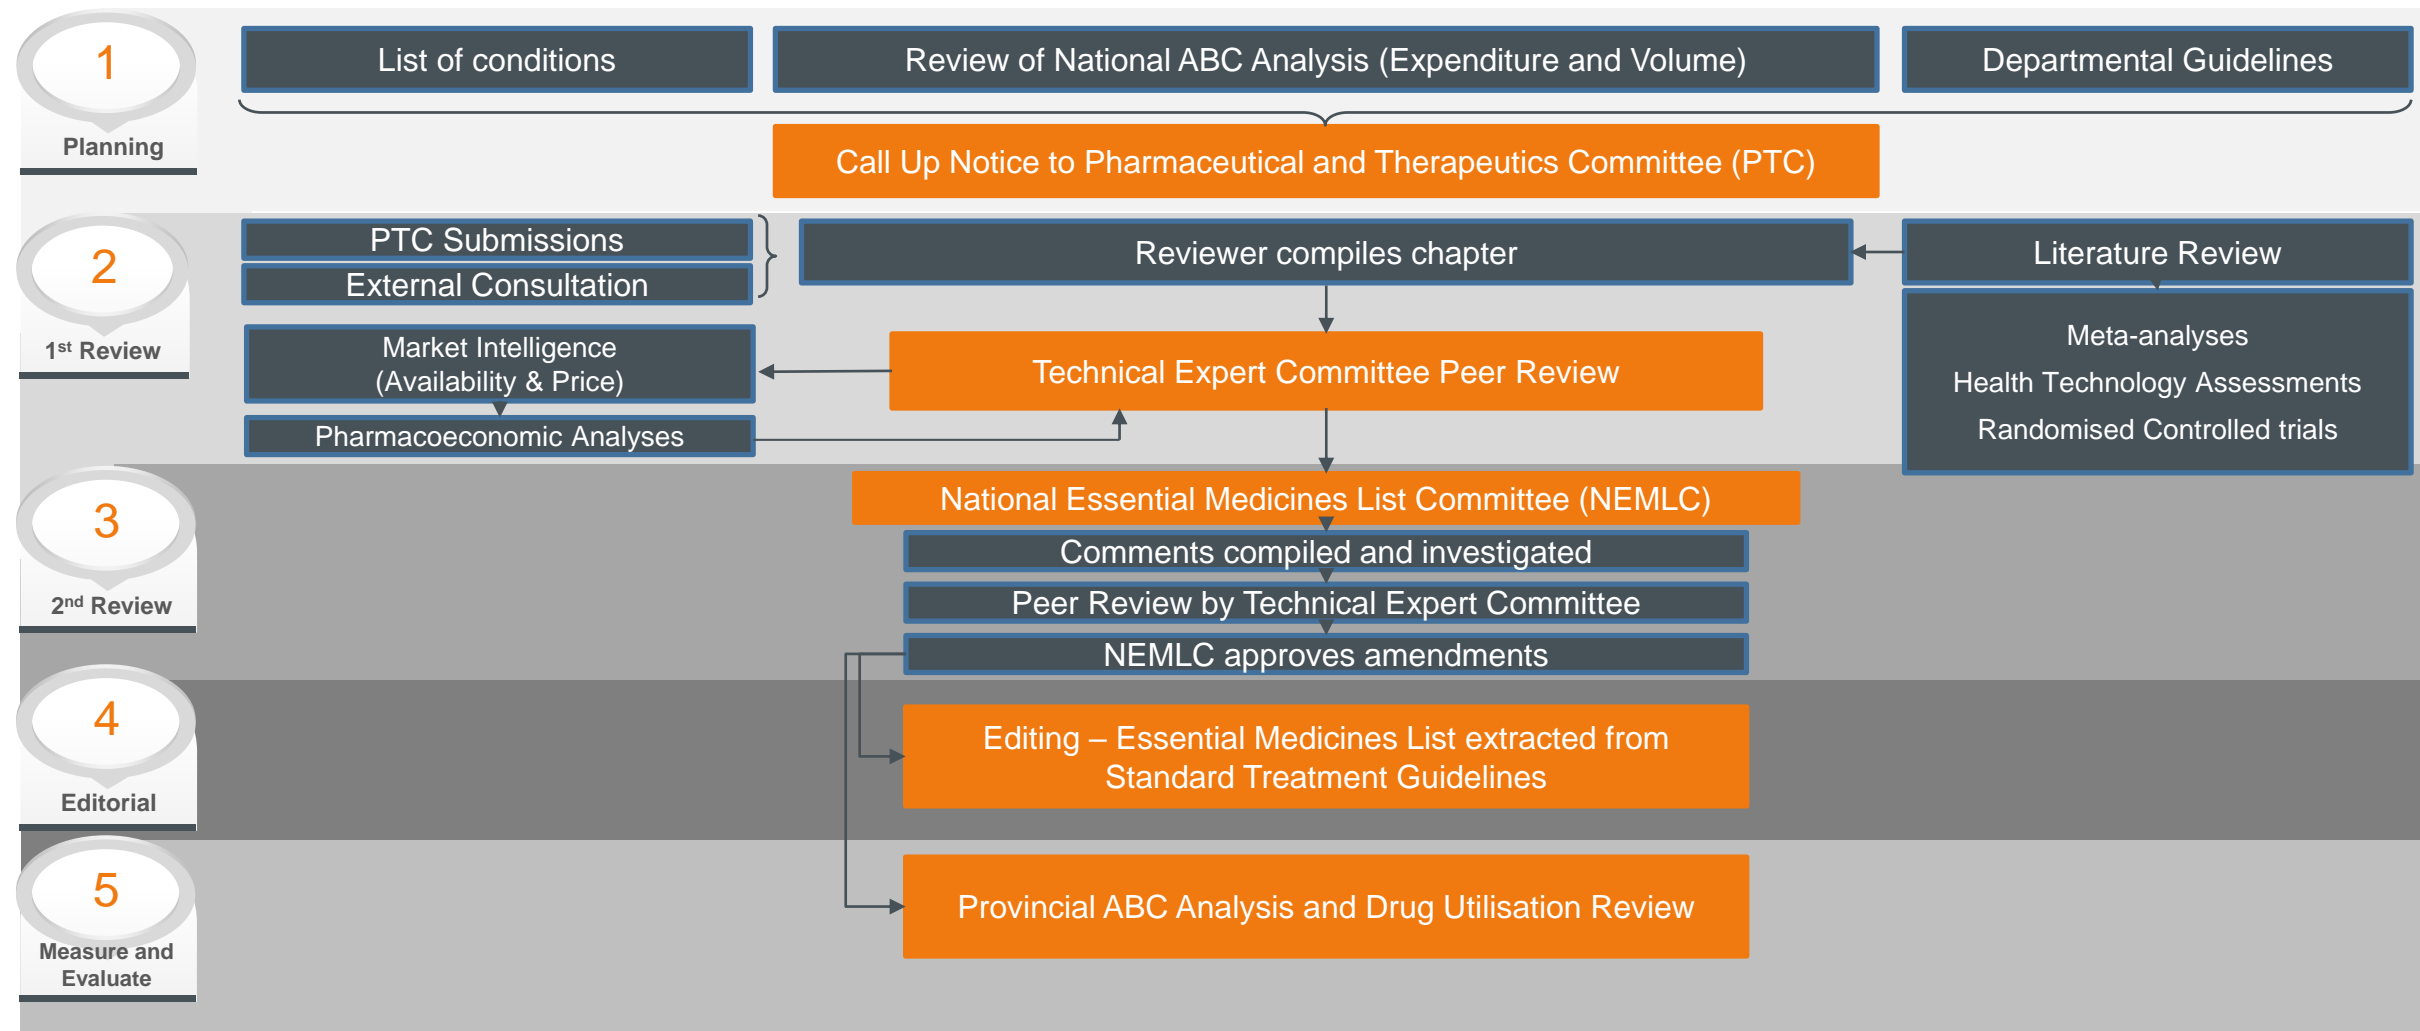 1
Planning
List of conditions
Review of National ABC Analysis (Expenditure and Volume)
Departmental Guidelines
Call Up Notice to Pharmaceutical and Therapeutics Committee (PTC)
2
1st Review
PTC Submissions
External Consultation
Reviewer compiles chapter
Literature Review
Meta-analyses
Health Technology Assessments
Randomised Controlled trials
Market Intelligence
(Availability & Price)
Technical Expert Committee Peer Review
Pharmacoeconomic Analyses
3
2nd Review
National Essential Medicines List Committee (NEMLC)
Comments compiled and investigated
Peer Review by Technical Expert Committee
NEMLC approves amendments
4
Editorial
Editing – Essential Medicines List extracted from
Standard Treatment Guidelines
5
Measure and
Evaluate
Provincial ABC Analysis and Drug Utilisation Review